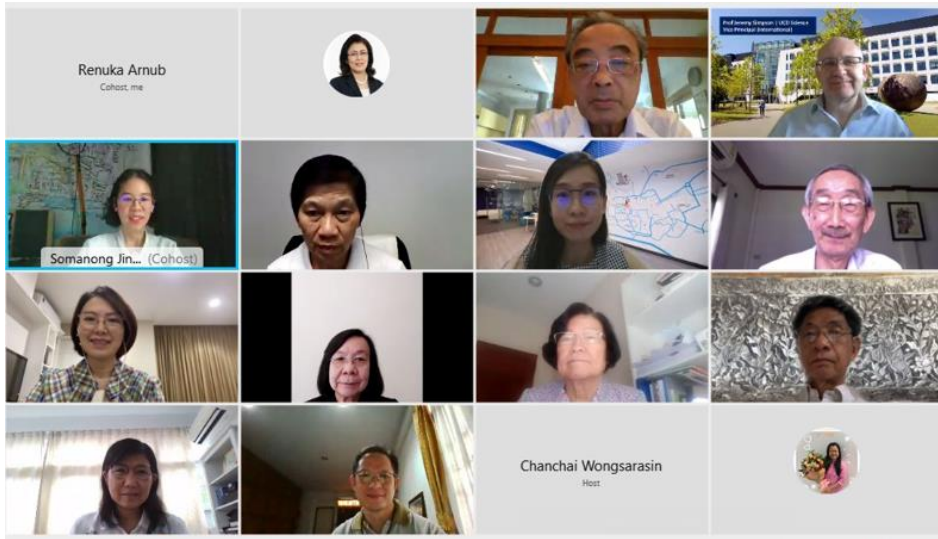 Renuka Arnub
Cohost, me
Prof Jeremy Simpson | UCD Science
Vice Principal (International)
Somanong Jin... (Cohost)
Chanchai Wongsarasin
Host